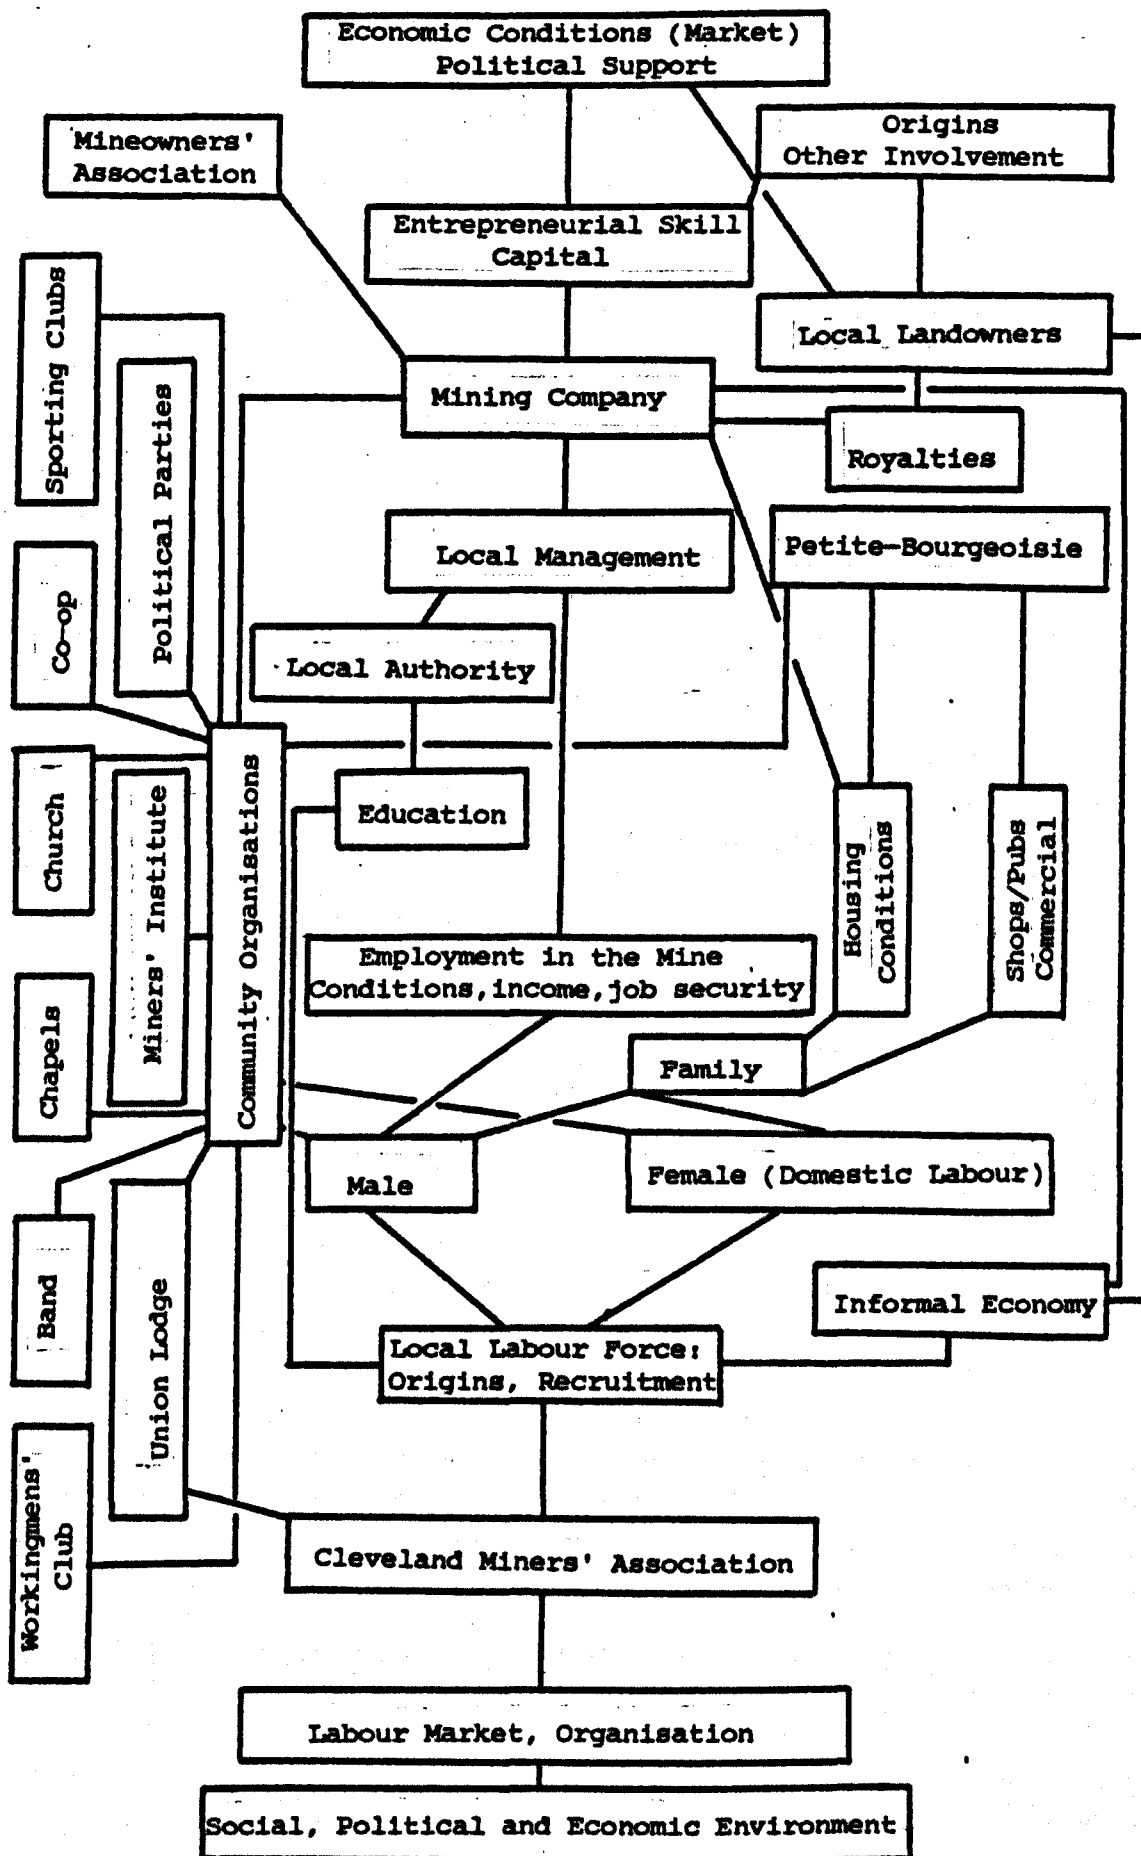 Economic Conditions (Market)
Political Support
Mineowners'
Association
Origins
Other Involvement
Entrepreneurial Skill
Capital
Local Landowners
Mining Company
Royalties
Sporting Clubs
Political Parties
Local Management
Petite-Bourgeoisie
Co-op
Local Authority
Education
Church
Miners' Institute
Community Organisations
Housing
Conditions
Shops/Pubs
Commercial
Employment in the Mine
Conditions,income,job security
Chapels
Family
Male
Female (Domestic Labour)
Band
Union Lodge
Informal Economy
Local Labour Force:
Origins, Recruitment
Workingmens'
Club
Cleveland Miners' Association
Labour Market, Organisation
Social, Political and Economic Environment